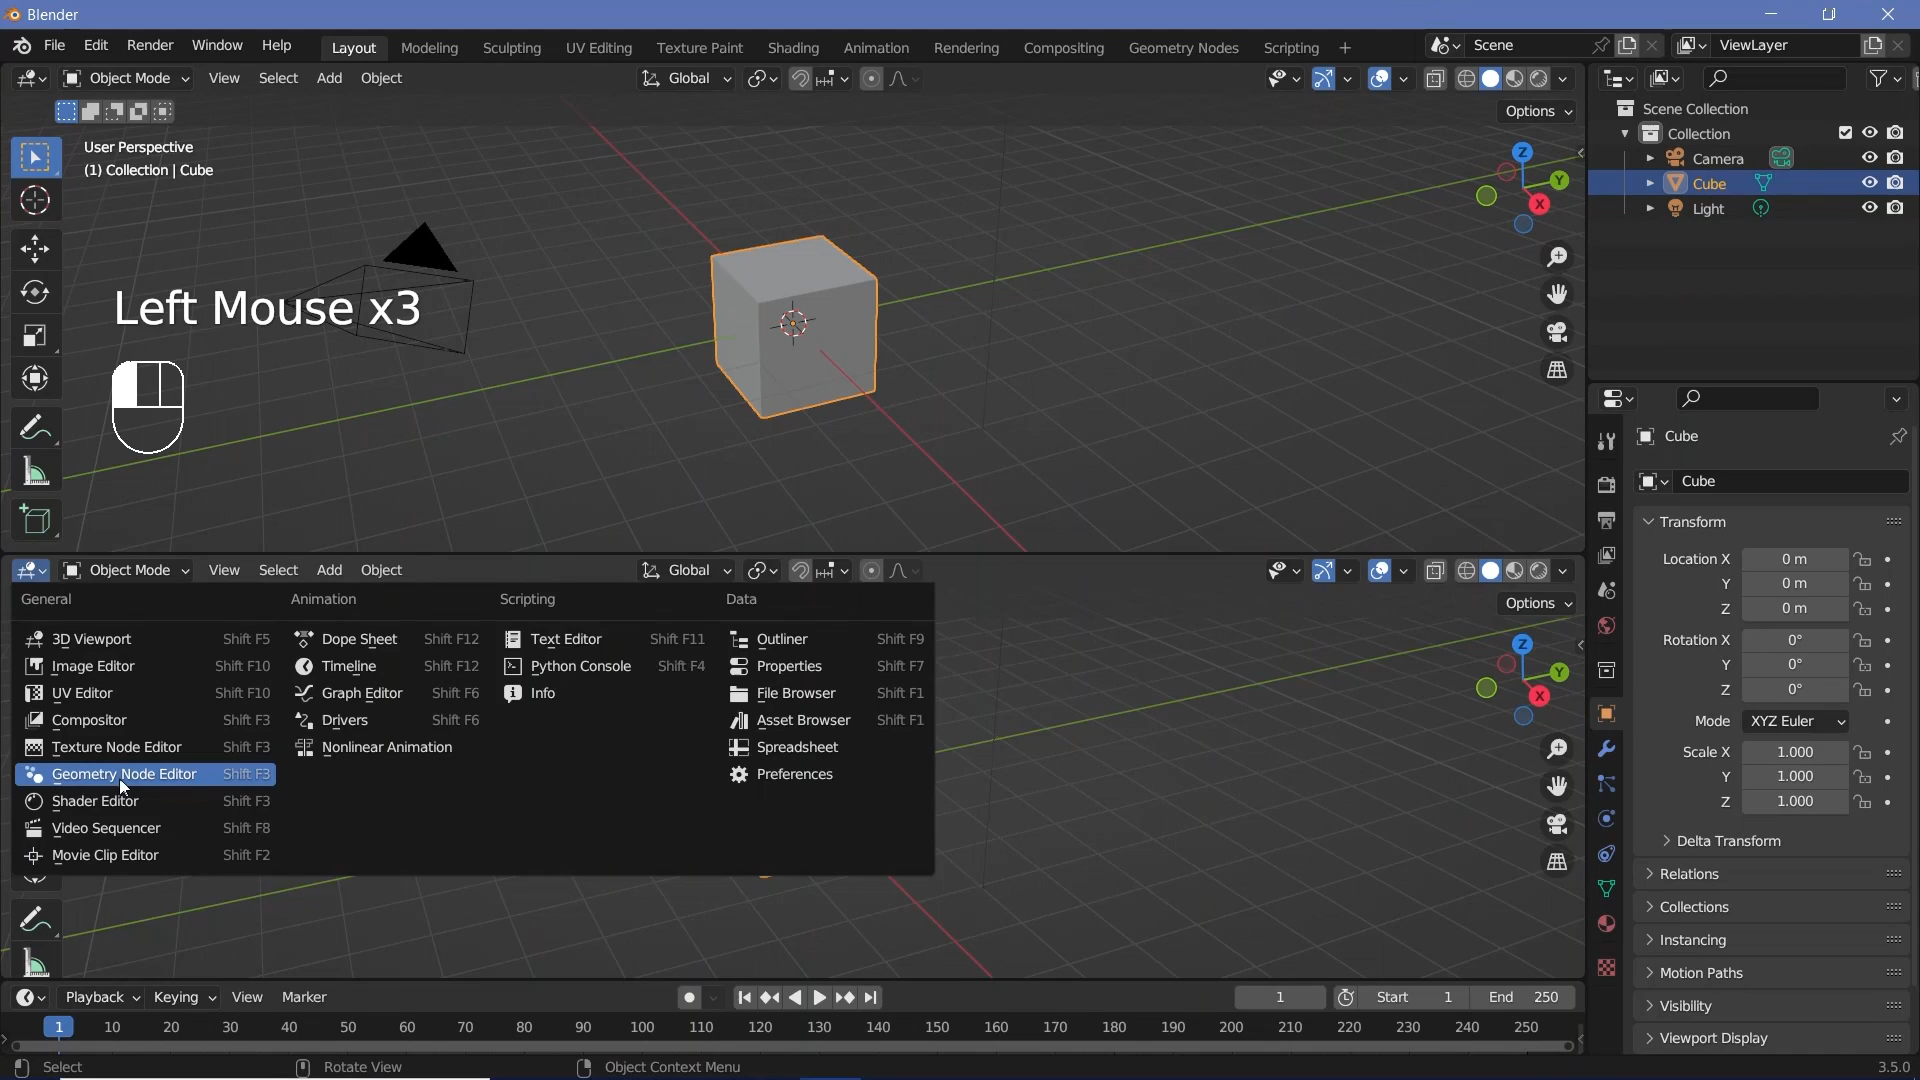 Blender
File Edit Render Window Help Layout Modeling Sculpting UV Editing Texture Paint Shading Animation Rendering Compositing Geometry Nodes Scripting + Scene ViewLayer
Object Mode View Select Add Object Global
Options
User Perspective
(1) Collection | Cube
Z
Y
X
Left Mouse x3
Scene Collection
Collection
Camera
Cube
Light
Cube
Cube
Transform
Location X 0 m
Y 0 m
Z 0 m
Rotation X 0°
Y 0°
Z 0°
Mode XYZ Euler
Scale X 1.000
Y 1.000
Z 1.000
Delta Transform
Relations
Collections
Instancing
Motion Paths
Visibility
Viewport Display
Object Mode View Select Add Object Global
Options
Z
Y
X
General Animation Scripting Data
3D Viewport Shift F5 Dope Sheet Shift F12 Text Editor Shift F11 Outliner Shift F9
Image Editor Shift F10 Timeline Shift F12 Python Console Shift F4 Properties Shift F7
UV Editor Shift F10 Graph Editor Shift F6 Info File Browser Shift F1
Compositor Shift F3 Drivers Shift F6 Asset Browser Shift F1
Texture Node Editor Shift F3 Nonlinear Animation Spreadsheet
Geometry Node Editor Shift F3 Preferences
Shader Editor Shift F3
Video Sequencer Shift F8
Movie Clip Editor Shift F2
Playback Keying View Marker 1 Start 1 End 250
1 10 20 30 40 50 60 70 80 90 100 110 120 130 140 150 160 170 180 190 200 210 220 230 240 250
Select Rotate View Object Context Menu 3.5.0